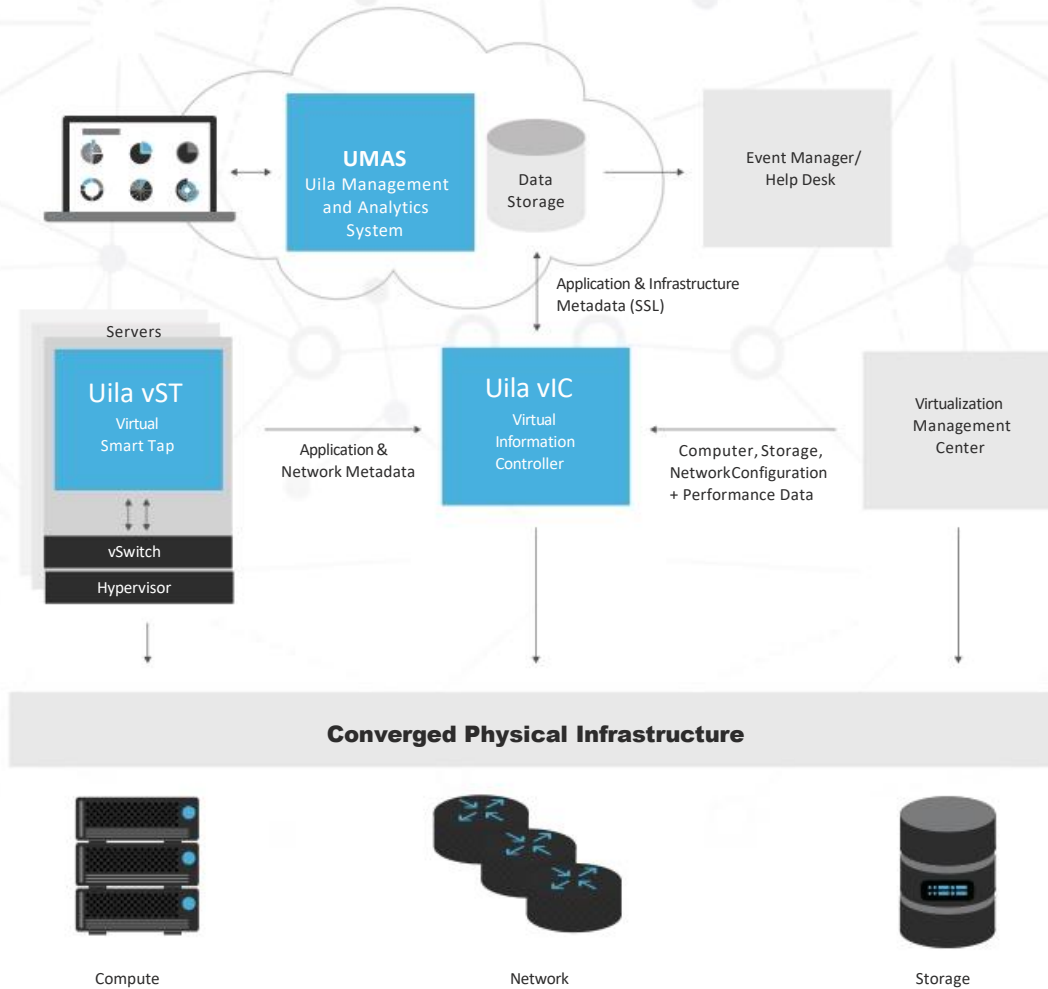 UMAS
Uila Management
and Analytics
System
Data
Storage
Event Manager/
Help Desk
Application & Infrastructure
Metadata (SSL)
Servers
Uila vST
Virtual
Smart Tap
vSwitch
Hypervisor
Application &
Network Metadata
Uila vIC
Virtual
Information
Controller
Computer, Storage,
NetworkConfiguration
+ Performance Data
Virtualization
Management
Center
Converged Physical Infrastructure
Compute
Network
Storage